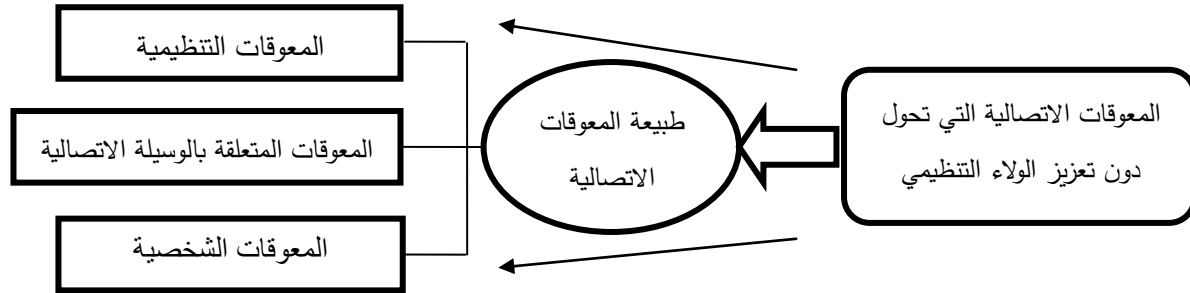 المعوقات الاتصالية التي تحول
دون تعزيز الولاء التنظيمي
طبيعة المعوقات
الاتصالية
المعوقات التنظيمية
المعوقات المتعلقة بالوسيلة الاتصالية
المعوقات الشخصية